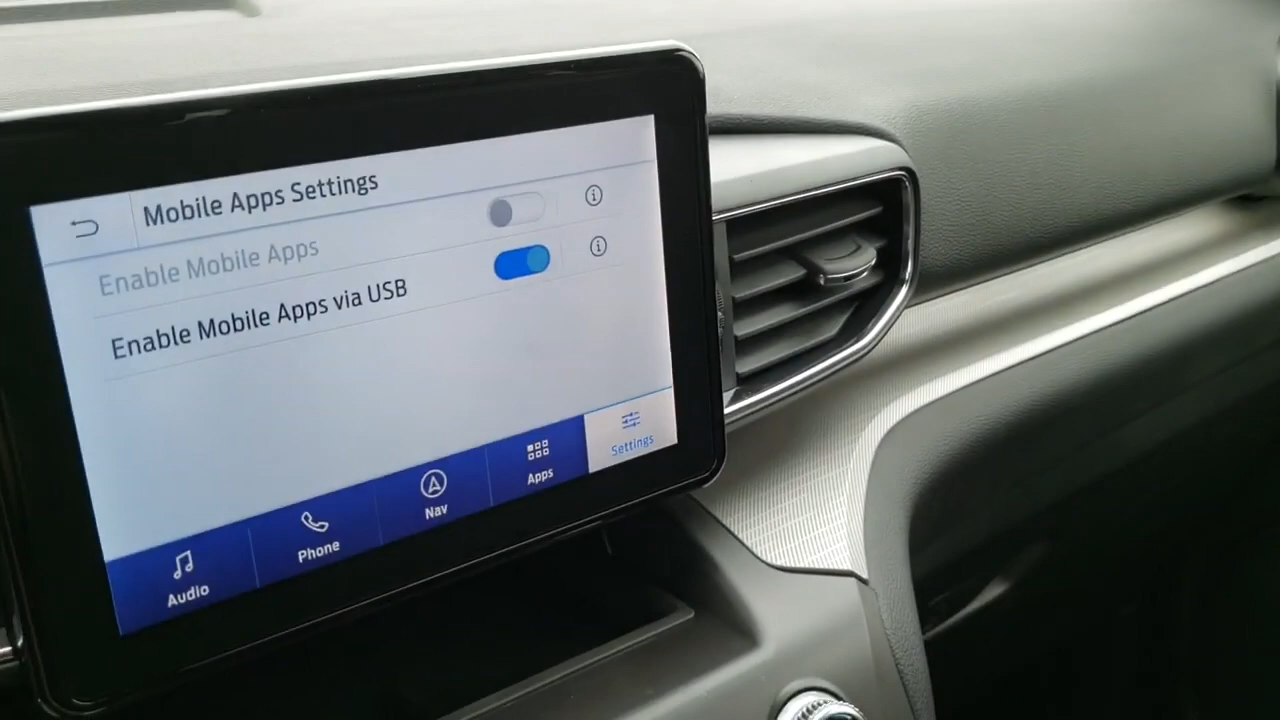 Mobile Apps Settings
Enable Mobile Apps
Enable Mobile Apps via USB
Audio
Phone
Nav
Apps
Settings